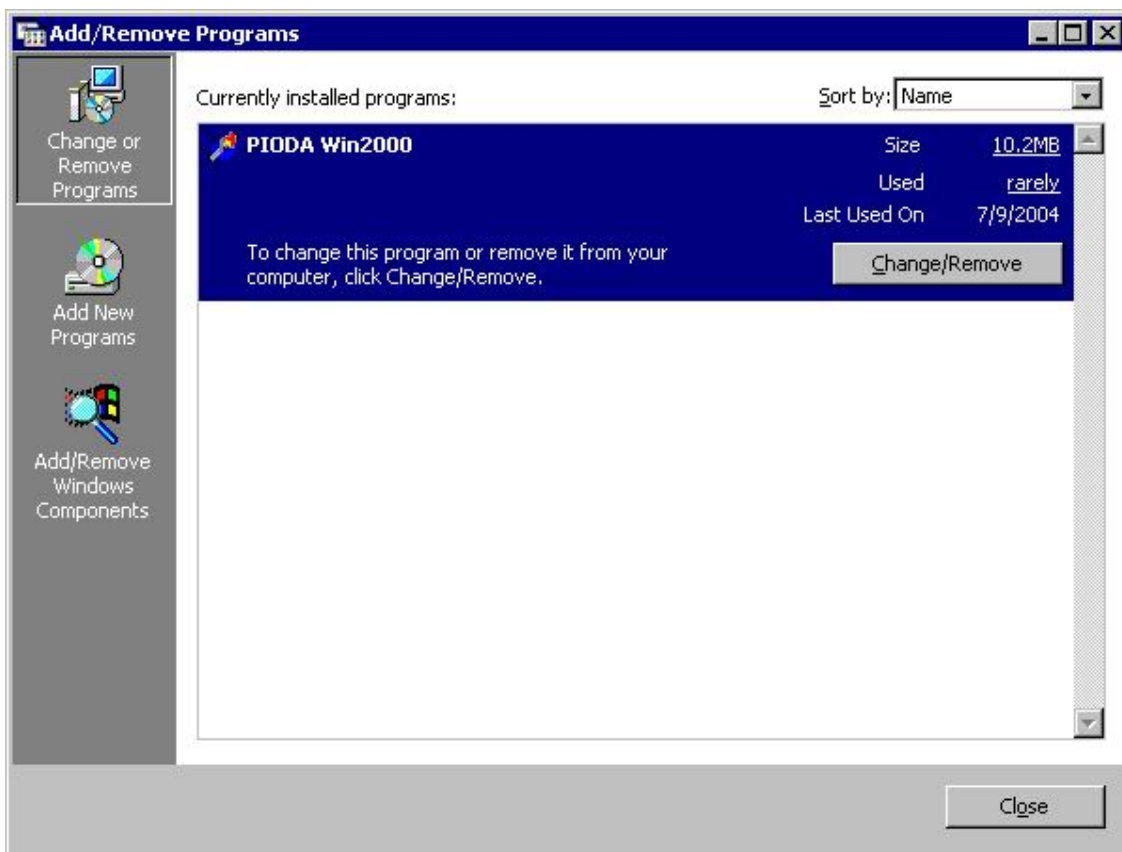 Add/Remove Programs
Change or
Remove
Programs
Add New
Programs
Add/Remove
Windows
Components
Currently installed programs:
Sort by: Name
PIODA Win2000
Size 10.2MB
Used rarely
Last Used On 7/9/2004
To change this program or remove it from your
computer, click Change/Remove.
Change/Remove
Close